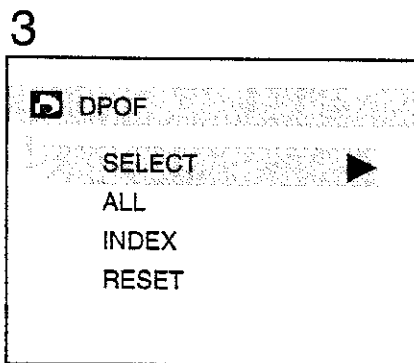 3
DPOF
SELECT
ALL
INDEX
RESET